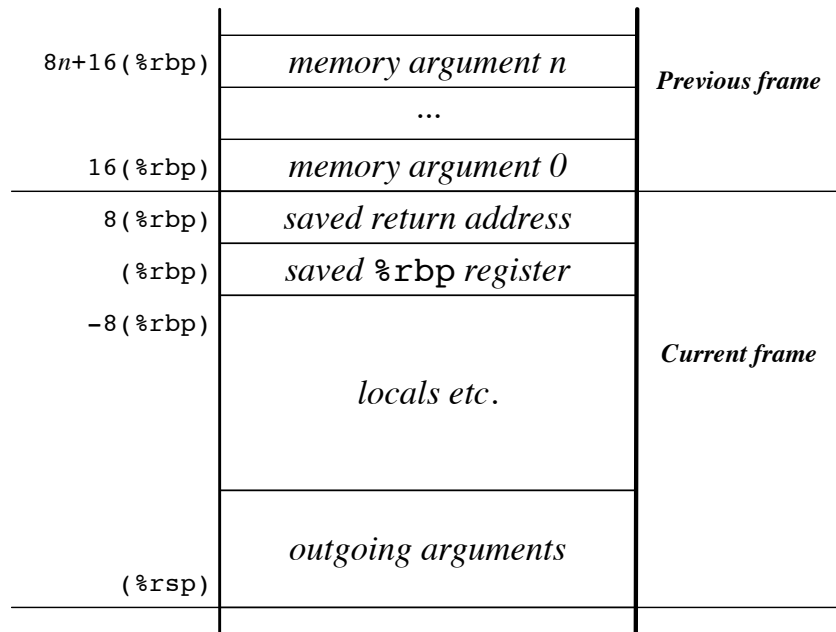 8n+16(%rbp) memory argument n
Previous frame
...
16(%rbp) memory argument 0
8(%rbp) saved return address
(%rbp) saved %rbp register
-8(%rbp)
Current frame
locals etc.
outgoing arguments
(%rsp)